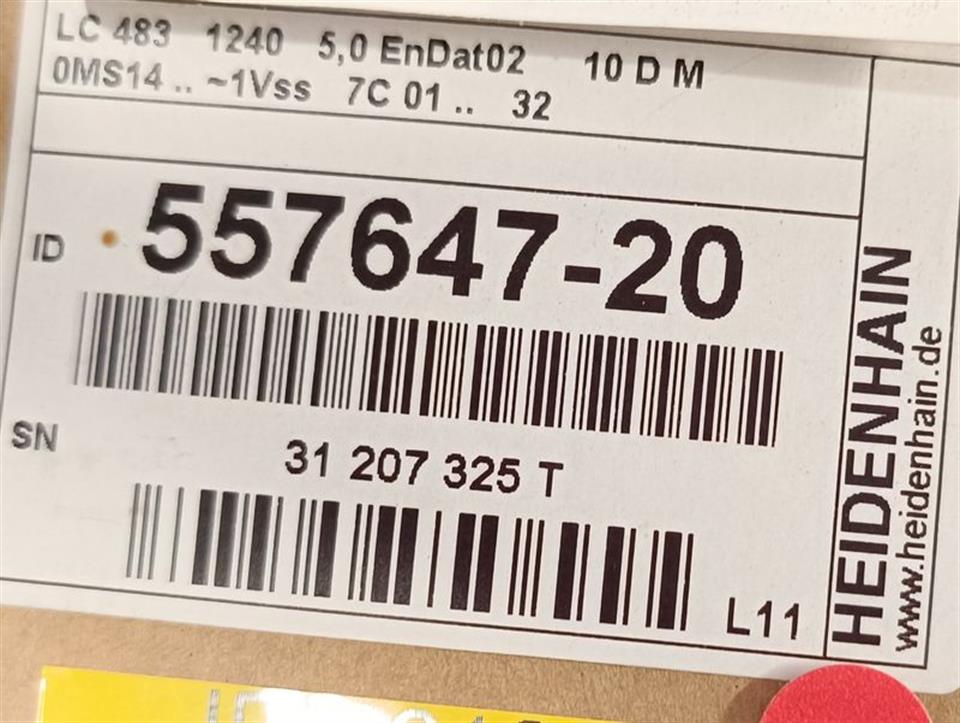 LC 483 1240 5,0 EnDat02 10 D M
0MS14 .. ~1Vss 7C 01 .. 32
ID 557647-20
SN 31 207 325 T
L11
HEIDENHAIN
www.heidenhain.de